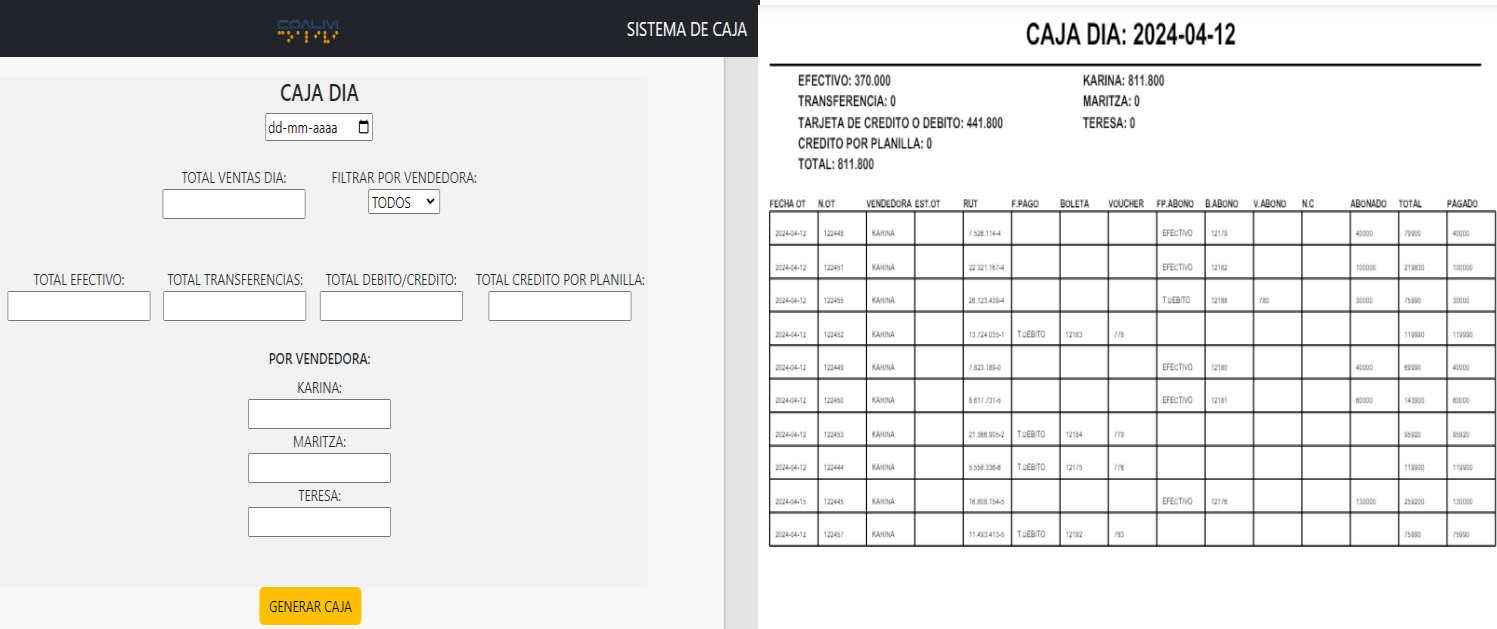 COALIVI
SISTEMA DE CAJA
CAJA DIA
dd-mm-aaaa
TOTAL VENTAS DIA:
FILTRAR POR VENDEDORA:
TODOS
TOTAL EFECTIVO:
TOTAL TRANSFERENCIAS:
TOTAL DEBITO/CREDITO:
TOTAL CREDITO POR PLANILLA:
POR VENDEDORA:
KARINA:
MARITZA:
TERESA:
GENERAR CAJA
CAJA DIA: 2024-04-12
EFECTIVO: 370.000
TRANSFERENCIA: 0
TARJETA DE CREDITO O DEBITO: 441.800
CREDITO POR PLANILLA: 0
TOTAL: 811.800
KARINA: 811.800
MARITZA: 0
TERESA: 0
FECHA OT N.OT VENDEDORA EST.OT RUT F.PAGO BOLETA VOUCHER FP.ABONO B.ABONO V.ABONO N.C ABONADO TOTAL PAGADO
2024-04-12 122448 KARINA 7.528.114-4 EFECTIVO 12179 40000 79900 40000
2024-04-12 122451 KARINA 22.321.167-4 EFECTIVO 12182 100000 219830 100000
2024-04-12 122455 KARINA 26.123.439-4 T.DEBITO 12188 780 30000 75990 30000
2024-04-12 122452 KARINA 13.724.035-1 T.DEBITO 12183 778 119990 119990
2024-04-12 122449 KARINA 7.823.189-0 EFECTIVO 12180 40000 69990 40000
2024-04-12 122450 KARINA 8.617.731-5 EFECTIVO 12181 60000 143900 60000
2024-04-12 122453 KARINA 21.366.905-2 T.DEBITO 12184 779 95920 95920
2024-04-12 122444 KARINA 5.558.336-6 T.DEBITO 12175 776 119900 119900
2024-04-15 122445 KARINA 16.808.154-5 EFECTIVO 12176 130000 259200 130000
2024-04-12 122457 KARINA 11.493.413-5 T.DEBITO 12192 783 75990 75990